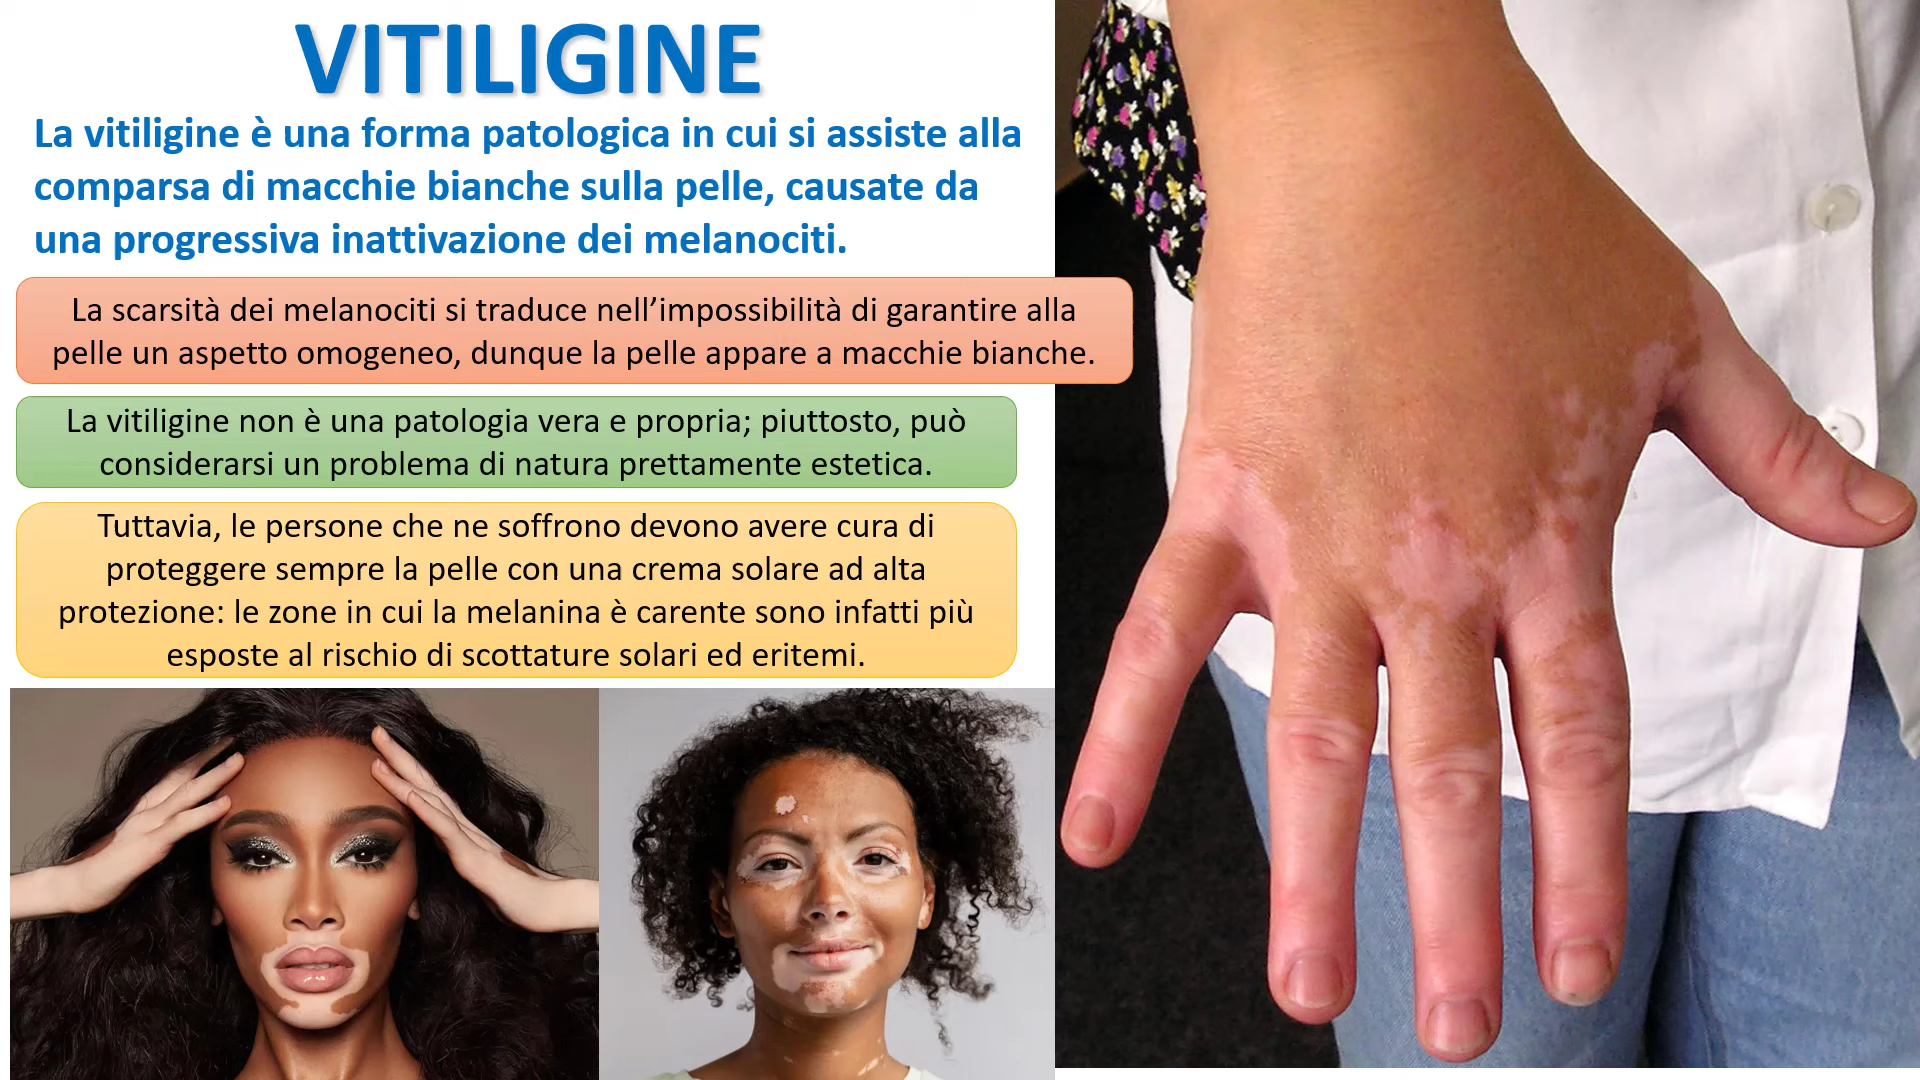 VITILIGINE
La vitiligine è una forma patologica in cui si assiste alla
comparsa di macchie bianche sulla pelle, causate da
una progressiva inattivazione dei melanociti.
La scarsità dei melanociti si traduce nell’impossibilità di garantire alla
pelle un aspetto omogeneo, dunque la pelle appare a macchie bianche.
La vitiligine non è una patologia vera e propria; piuttosto, può
considerarsi un problema di natura prettamente estetica.
Tuttavia, le persone che ne soffrono devono avere cura di
proteggere sempre la pelle con una crema solare ad alta
protezione: le zone in cui la melanina è carente sono infatti più
esposte al rischio di scottature solari ed eritemi.